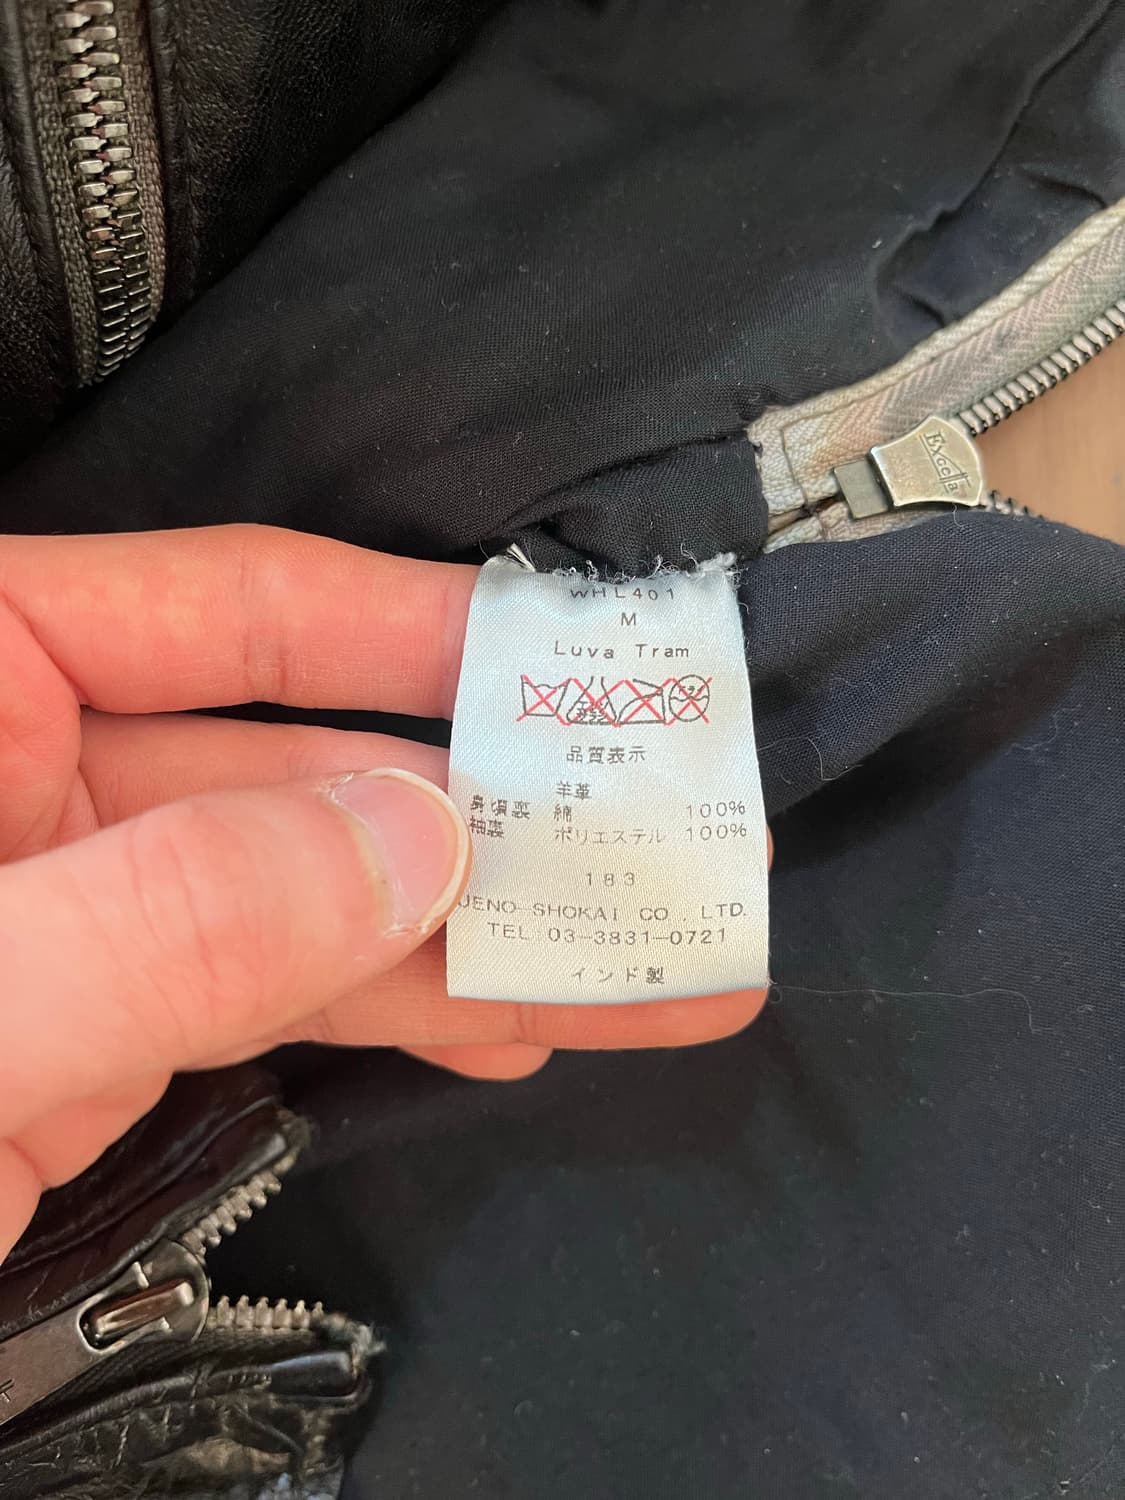 Excella
WHL401
M
Luva Tram
品質表示
羊革
身頃裏 綿 100%
袖裏 ポリエステル 100%
183
UENO-SHOKAI CO., LTD.
TEL 03-3831-0721
インド製